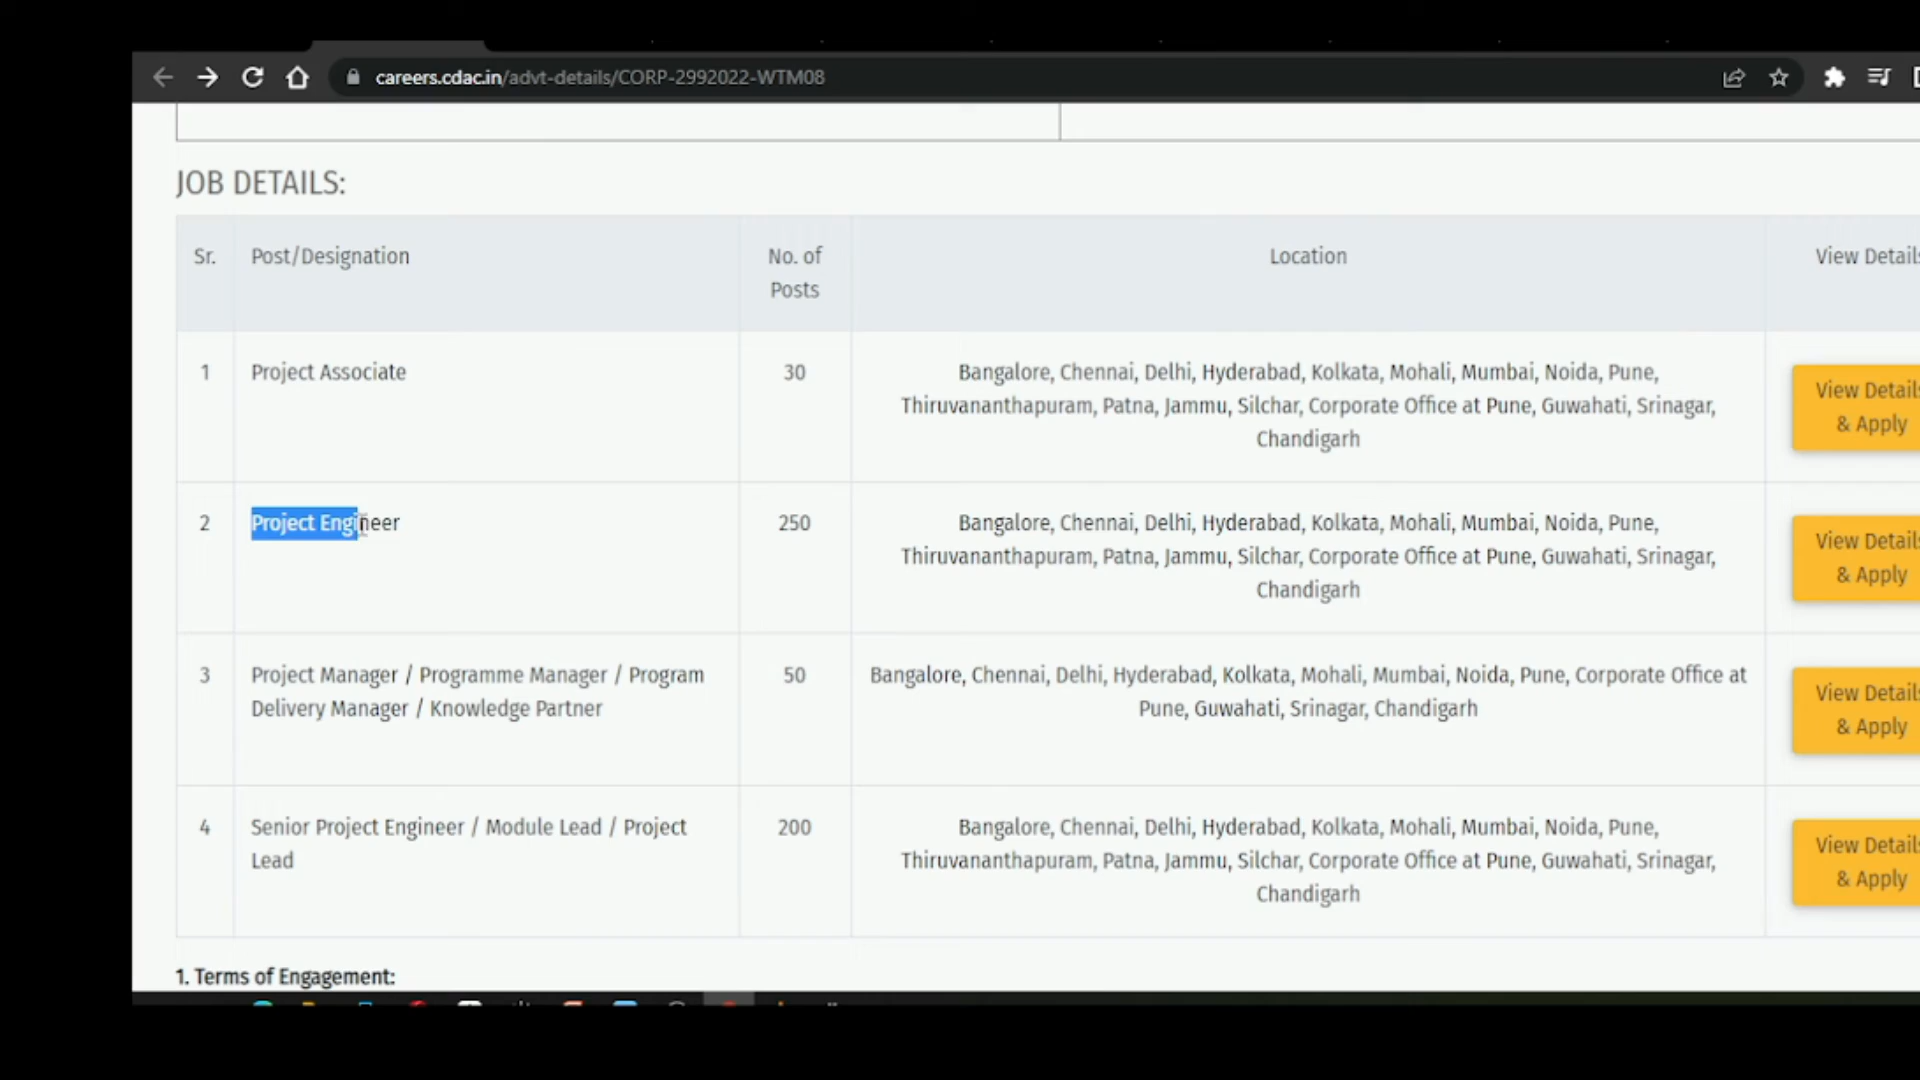 careers.cdac.in/advt-details/CORP-2992022-WTM08
JOB DETAILS:
Sr. Post/Designation No. of Posts Location View Details
1 Project Associate 30 Bangalore, Chennai, Delhi, Hyderabad, Kolkata, Mohali, Mumbai, Noida, Pune,
Thiruvananthapuram, Patna, Jammu, Silchar, Corporate Office at Pune, Guwahati, Srinagar,
Chandigarh
View Details
& Apply
2 Project Engineer 250 Bangalore, Chennai, Delhi, Hyderabad, Kolkata, Mohali, Mumbai, Noida, Pune,
Thiruvananthapuram, Patna, Jammu, Silchar, Corporate Office at Pune, Guwahati, Srinagar,
Chandigarh
View Details
& Apply
3 Project Manager / Programme Manager / Program
Delivery Manager / Knowledge Partner
50
Bangalore, Chennai, Delhi, Hyderabad, Kolkata, Mohali, Mumbai, Noida, Pune, Corporate Office at
Pune, Guwahati, Srinagar, Chandigarh
View Details
& Apply
4 Senior Project Engineer / Module Lead / Project
Lead
200
Bangalore, Chennai, Delhi, Hyderabad, Kolkata, Mohali, Mumbai, Noida, Pune,
Thiruvananthapuram, Patna, Jammu, Silchar, Corporate Office at Pune, Guwahati, Srinagar,
Chandigarh
View Details
& Apply
1. Terms of Engagement: